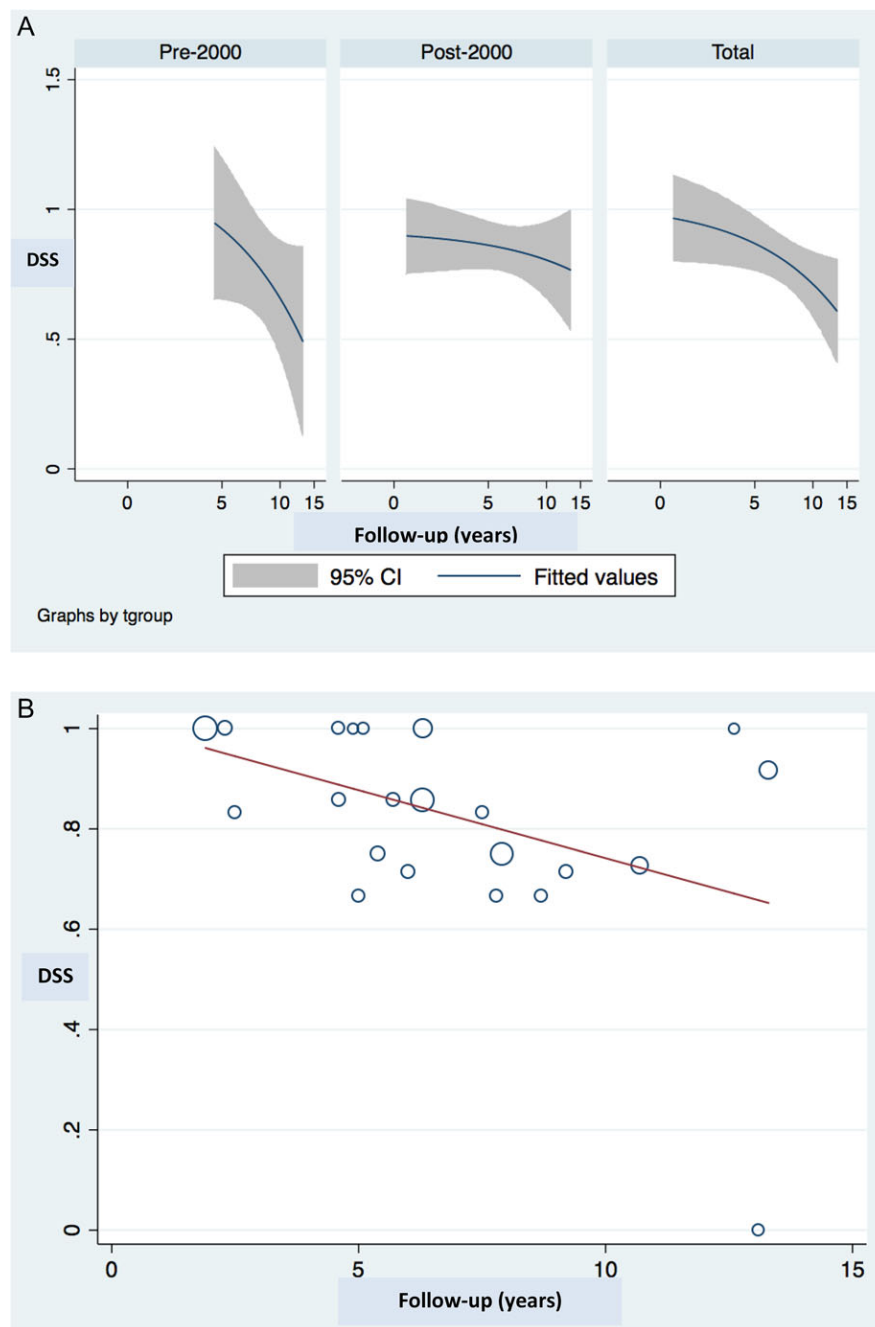 A
Pre-2000 Post-2000 Total
1.5
1
.5
0
DSS
0 5 10 15 0 5 10 15 0 5 10 15
Follow-up (years)
95% CI Fitted values
Graphs by tgroup
B
1
.8
.6
.4
.2
0
DSS
0 5 10 15
Follow-up (years)